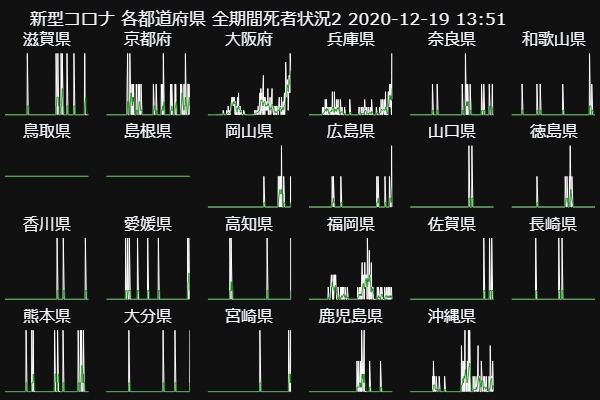 新型コロナ 各都道府県 全期間死者状況2 2020-12-19 13:51
滋賀県 京都府 大阪府 兵庫県 奈良県 和歌山県
鳥取県 島根県 岡山県 広島県 山口県 徳島県
香川県 愛媛県 高知県 福岡県 佐賀県 長崎県
熊本県 大分県 宮崎県 鹿児島県 沖縄県